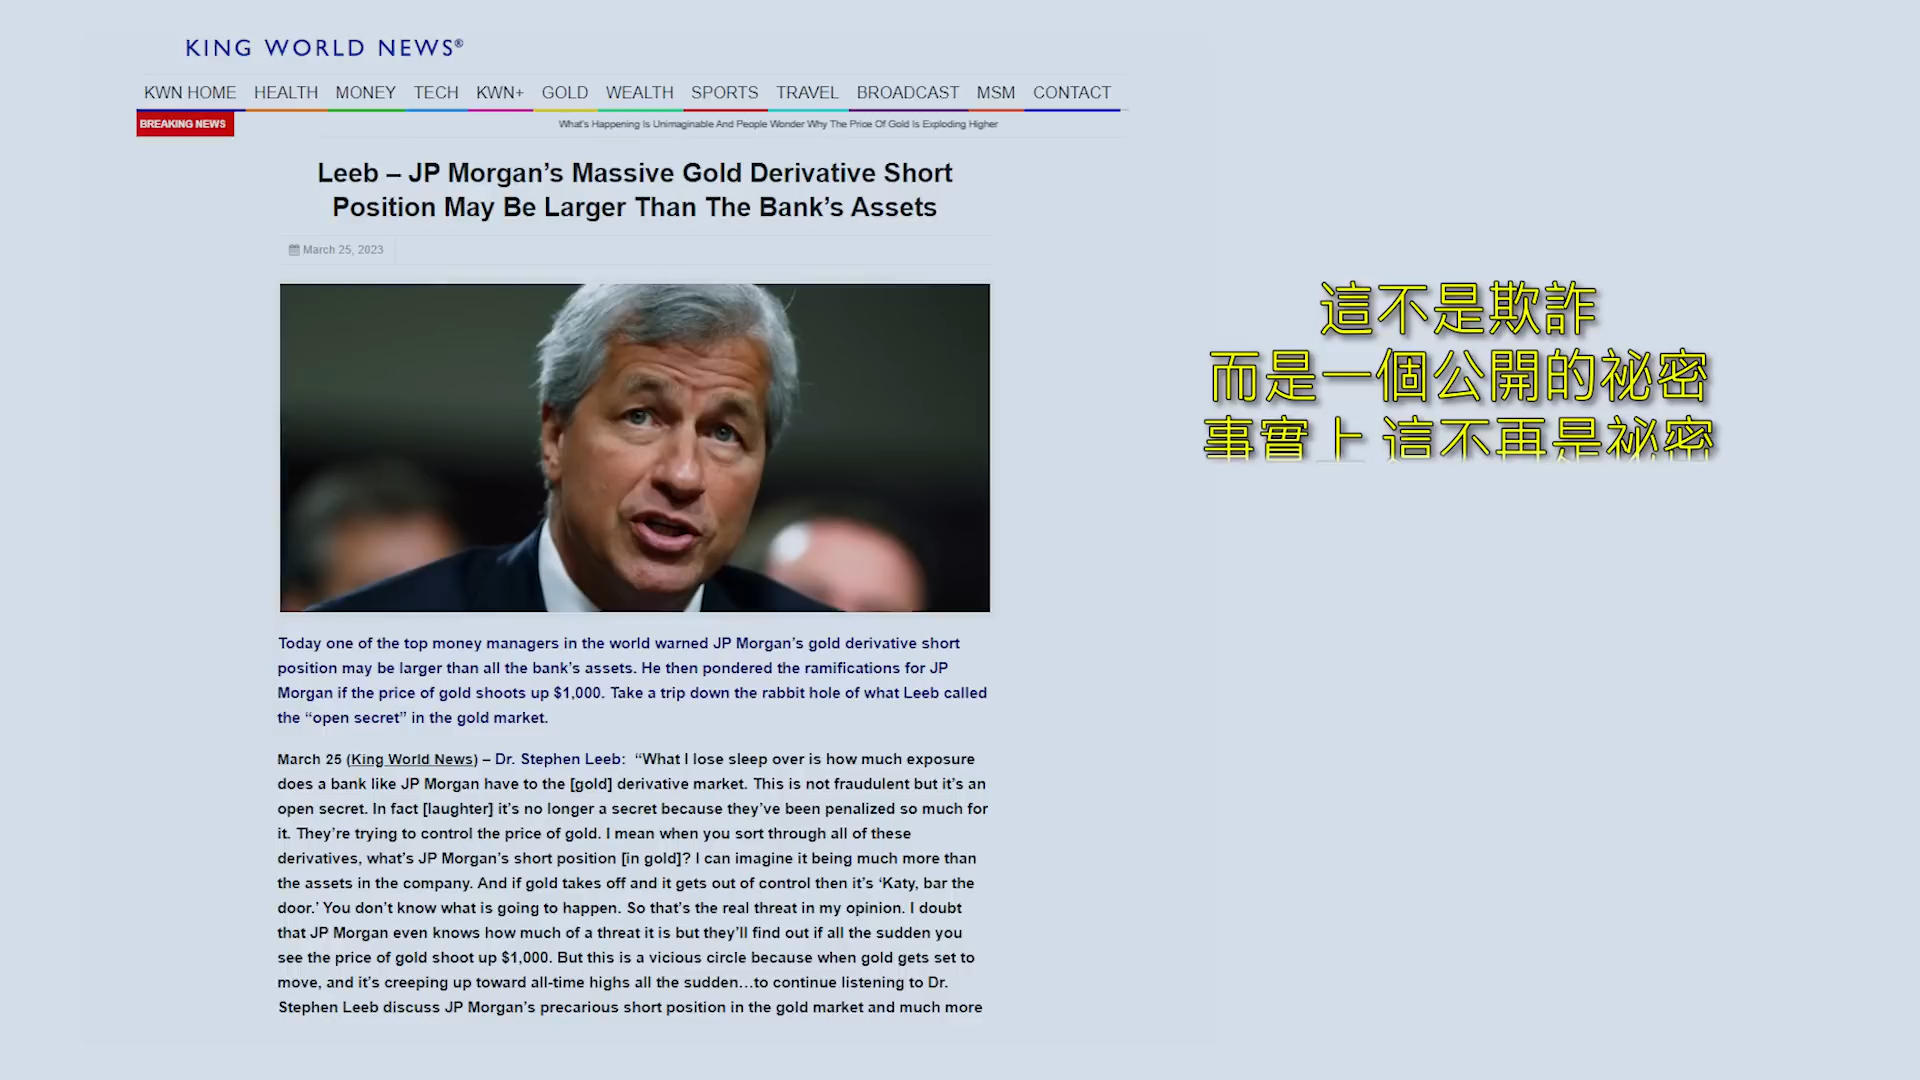 KING WORLD NEWS®
KWN HOME HEALTH MONEY TECH KWN+ GOLD WEALTH SPORTS TRAVEL BROADCAST MSM CONTACT
BREAKING NEWS
What's Happening Is Unimaginable And People Wonder Why The Price Of Gold Is Exploding Higher
Leeb – JP Morgan’s Massive Gold Derivative Short
Position May Be Larger Than The Bank’s Assets
March 25, 2023
Today one of the top money managers in the world warned JP Morgan’s gold derivative short
position may be larger than all the bank’s assets. He then pondered the ramifications for JP
Morgan if the price of gold shoots up $1,000. Take a trip down the rabbit hole of what Leeb called
the “open secret” in the gold market.
March 25 (King World News) – Dr. Stephen Leeb: “What I lose sleep over is how much exposure
does a bank like JP Morgan have to the [gold] derivative market. This is not fraudulent but it’s an
open secret. In fact [laughter] it’s no longer a secret because they’ve been penalized so much for
it. They’re trying to control the price of gold. I mean when you sort through all of these
derivatives, what’s JP Morgan’s short position [in gold]? I can imagine it being much more than
the assets in the company. And if gold takes off and it gets out of control then it’s ‘Katy, bar the
door.’ You don’t know what is going to happen. So that’s the real threat in my opinion. I doubt
that JP Morgan even knows how much of a threat it is but they’ll find out if all the sudden you
see the price of gold shoot up $1,000. But this is a vicious circle because when gold gets set to
move, and it’s creeping up toward all-time highs all the sudden…to continue listening to Dr.
Stephen Leeb discuss JP Morgan’s precarious short position in the gold market and much more
這不是欺詐
而是一個公開的祕密
事實上 這不再是祕密